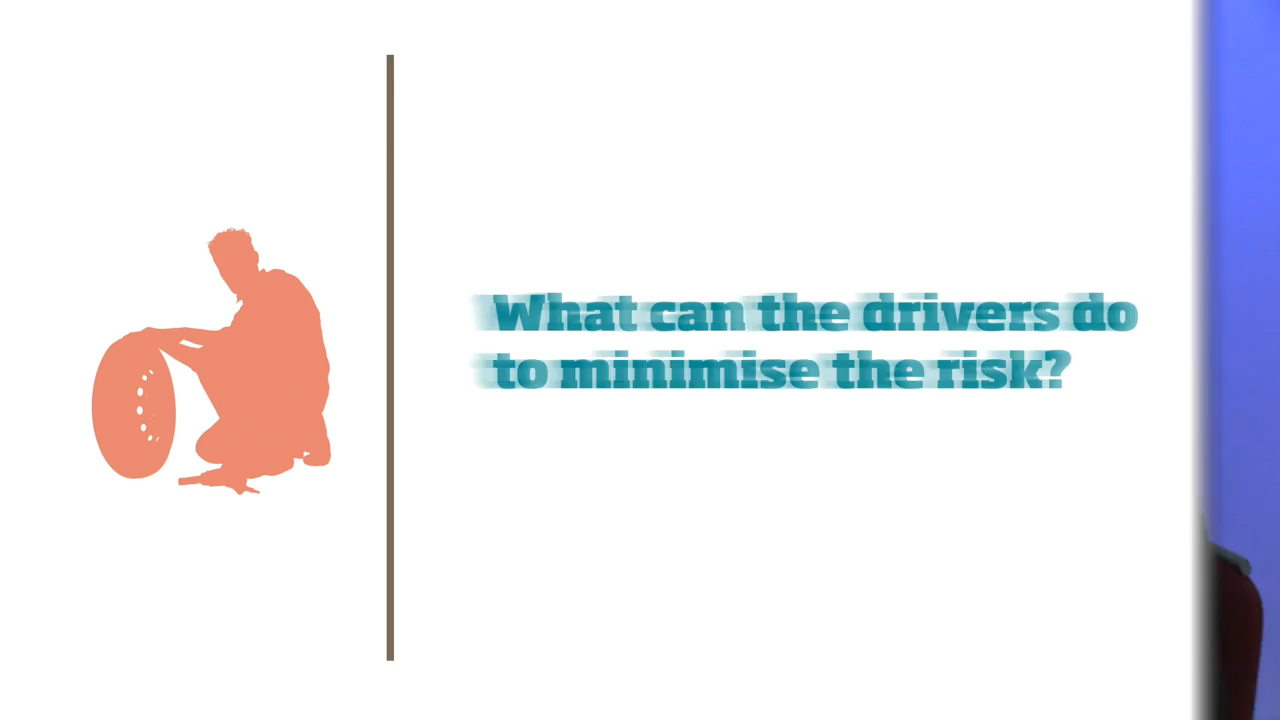 What can the drivers do
to minimise the risk?